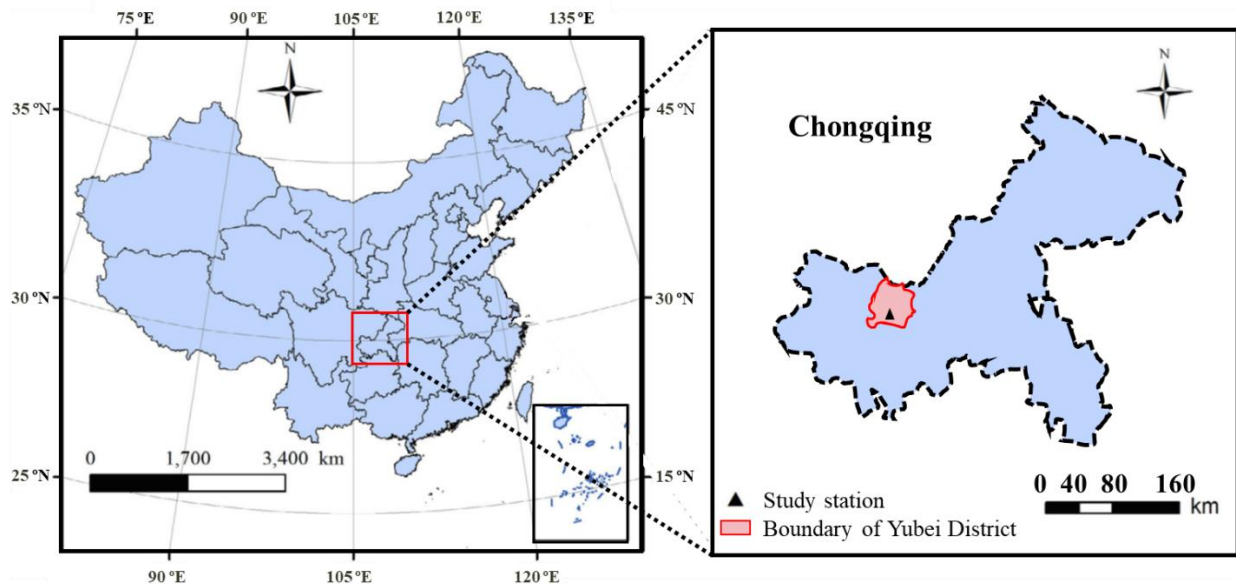 75°E 90°E 105°E 120°E 135°E
N
N
35°N
45°N
Chongqing
30°N
30°N
0 1,700 3,400 km
25°N
15°N
0 40 80 160
km
Study station
Boundary of Yubei District
90°E 105°E 120°E